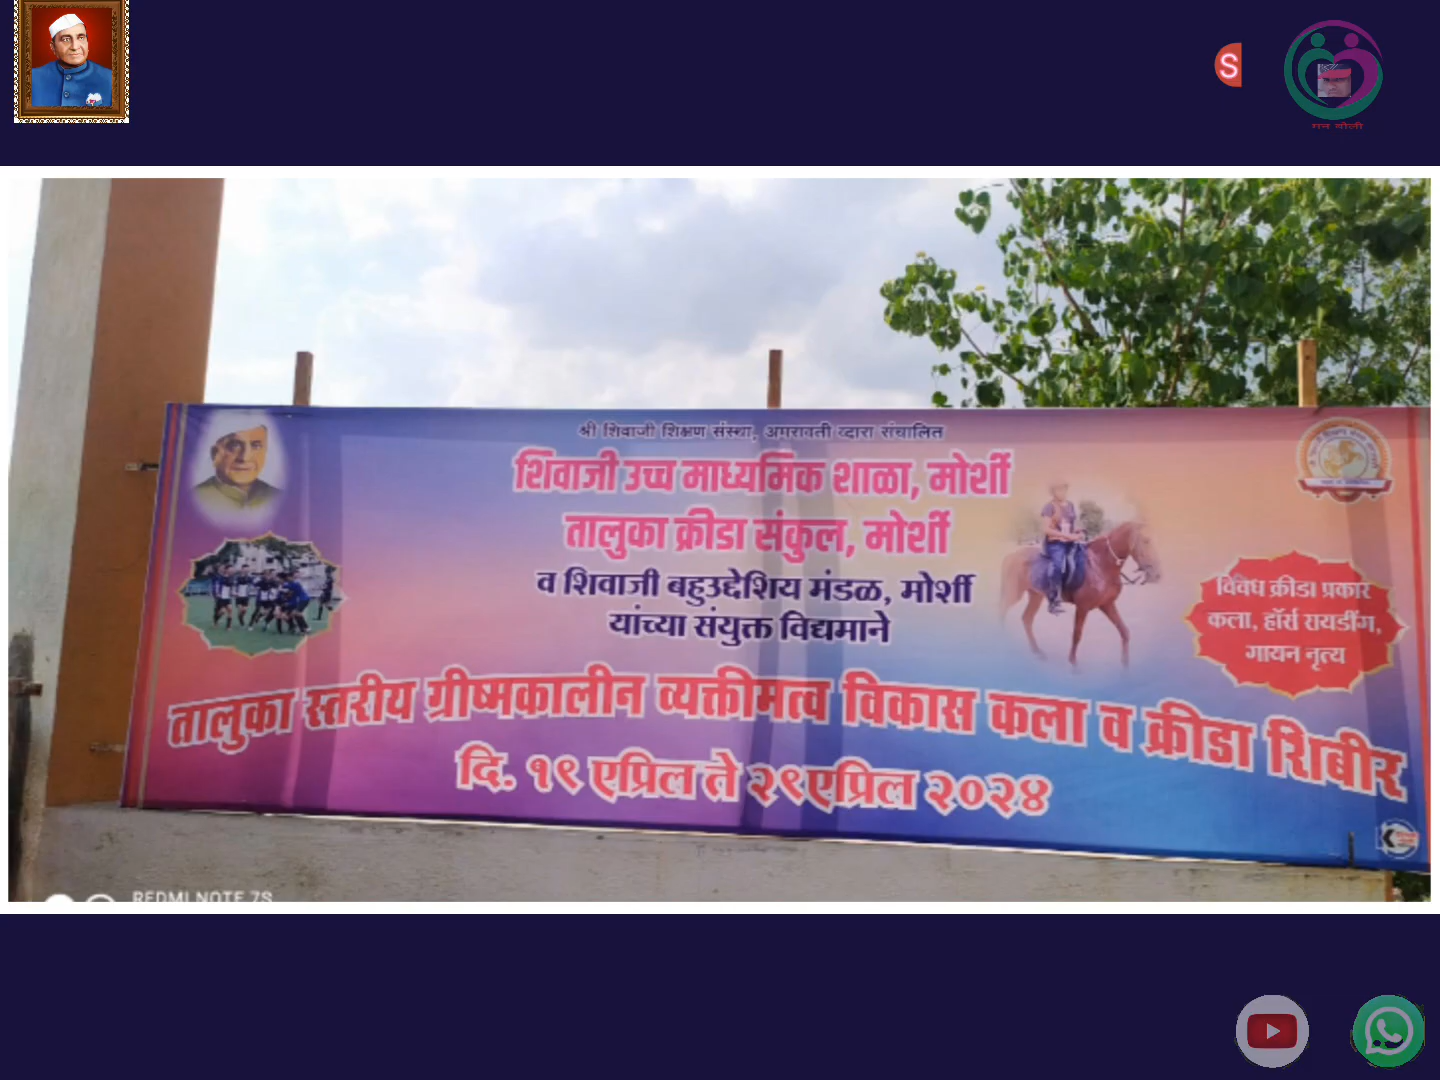 S
मन मोली
श्री शिवाजी शिक्षण संस्था, अमरावती व्दारा संचालित
शिवाजी उच्च माध्यमिक शाळा, मोर्शी
तालुका क्रीडा संकुल, मोर्शी
व शिवाजी बहुउद्देशिय मंडळ, मोर्शी
यांच्या संयुक्त विद्यमाने
विविध क्रीडा प्रकार
कला, हॉर्स रायडींग,
गायन नृत्य
तालुका स्तरीय ग्रीष्मकालीन व्यक्तीमत्व विकास कला व क्रीडा शिबीर
दि. १९ एप्रिल ते २९एप्रिल २०२४
REDMI NOTE 7S